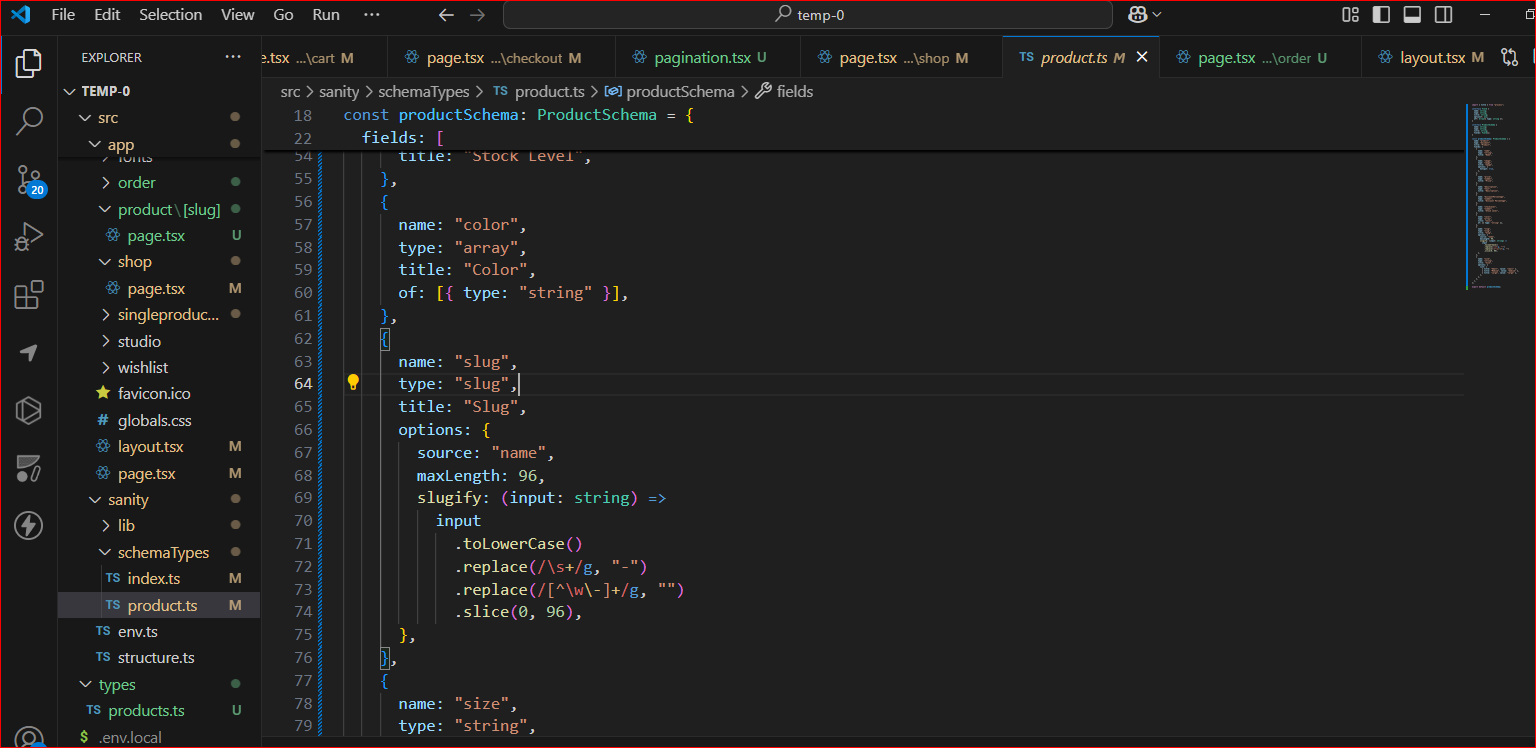 File Edit Selection View Go Run ··· temp-0
EXPLORER ···
e.tsx ...\cart M page.tsx ...\checkout M pagination.tsx U page.tsx ...\shop M TS product.ts M page.tsx ...\order U layout.tsx M
TEMP-0
src
app
fonts
order
product\[slug]
page.tsx U
shop
page.tsx M
singleproduc...
studio
wishlist
favicon.ico
# globals.css
layout.tsx M
page.tsx M
sanity
lib
schemaTypes
TS index.ts M
TS product.ts M
TS env.ts
TS structure.ts
types
TS products.ts U
$ .env.local
20
src > sanity > schemaTypes > TS product.ts > productSchema > fields
18 const productSchema: ProductSchema = {
22 fields: [
54 title: "Stock Level",
55 },
56 {
57 name: "color",
58 type: "array",
59 title: "Color",
60 of: [{ type: "string" }],
61 },
62 {
63 name: "slug",
64 type: "slug",
65 title: "Slug",
66 options: {
67 source: "name",
68 maxLength: 96,
69 slugify: (input: string) =>
70 input
71 .toLowerCase()
72 .replace(/\s+/g, "-")
73 .replace(/[^\w\-]+/g, "")
74 .slice(0, 96),
75 },
76 },
77 {
78 name: "size",
79 type: "string",